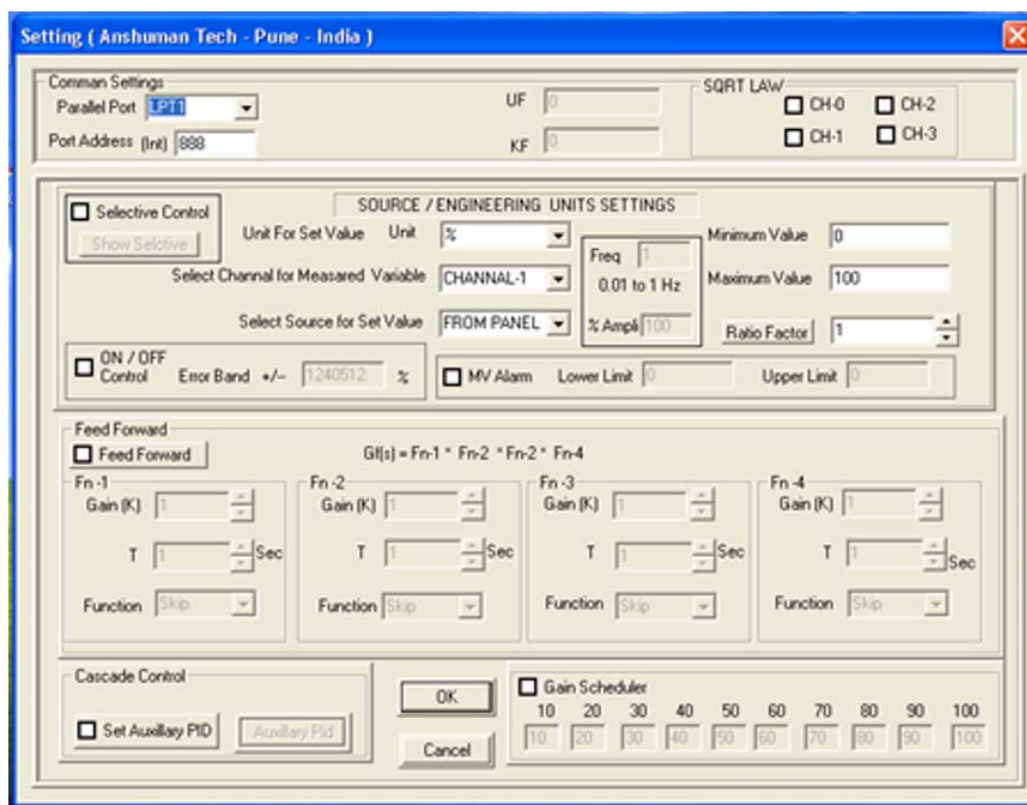 Setting ( Anshuman Tech - Pune - India )
Comman Settings
Parallel Port LPT1
Port Address (Int) 888
UF 0
KF 0
SQRT LAW
CH-0 CH-2
CH-1 CH-3
Selective Control
Show Selctive
SOURCE / ENGINEERING UNITS SETTINGS
Unit For Set Value Unit %
Select Channal for Measared Variable CHANNAL-1
Select Source for Set Value FROM PANEL
Freq 1
0.01 to 1 Hz
% Ampli 100
Minimum Value 0
Maximum Value 100
Ratio Factor 1
ON / OFF
Control Error Band +/- 1240512 %
MV Alarm Lower Limit 0 Upper Limit 0
Feed Forward
Feed Forward
Gf(s) = Fn-1 * Fn-2 * Fn-2 * Fn-4
Fn -1
Gain (K) 1
T 1 Sec
Function Skip
Fn -2
Gain (K) 1
T 1 Sec
Function Skip
Fn -3
Gain (K) 1
T 1 Sec
Function Skip
Fn -4
Gain (K) 1
T 1 Sec
Function Skip
Cascade Control
Set Auxillary PID Auxillary Pid
OK
Cancel
Gain Scheduler
10 20 30 40 50 60 70 80 90 100
10 20 30 40 50 60 70 80 90 100